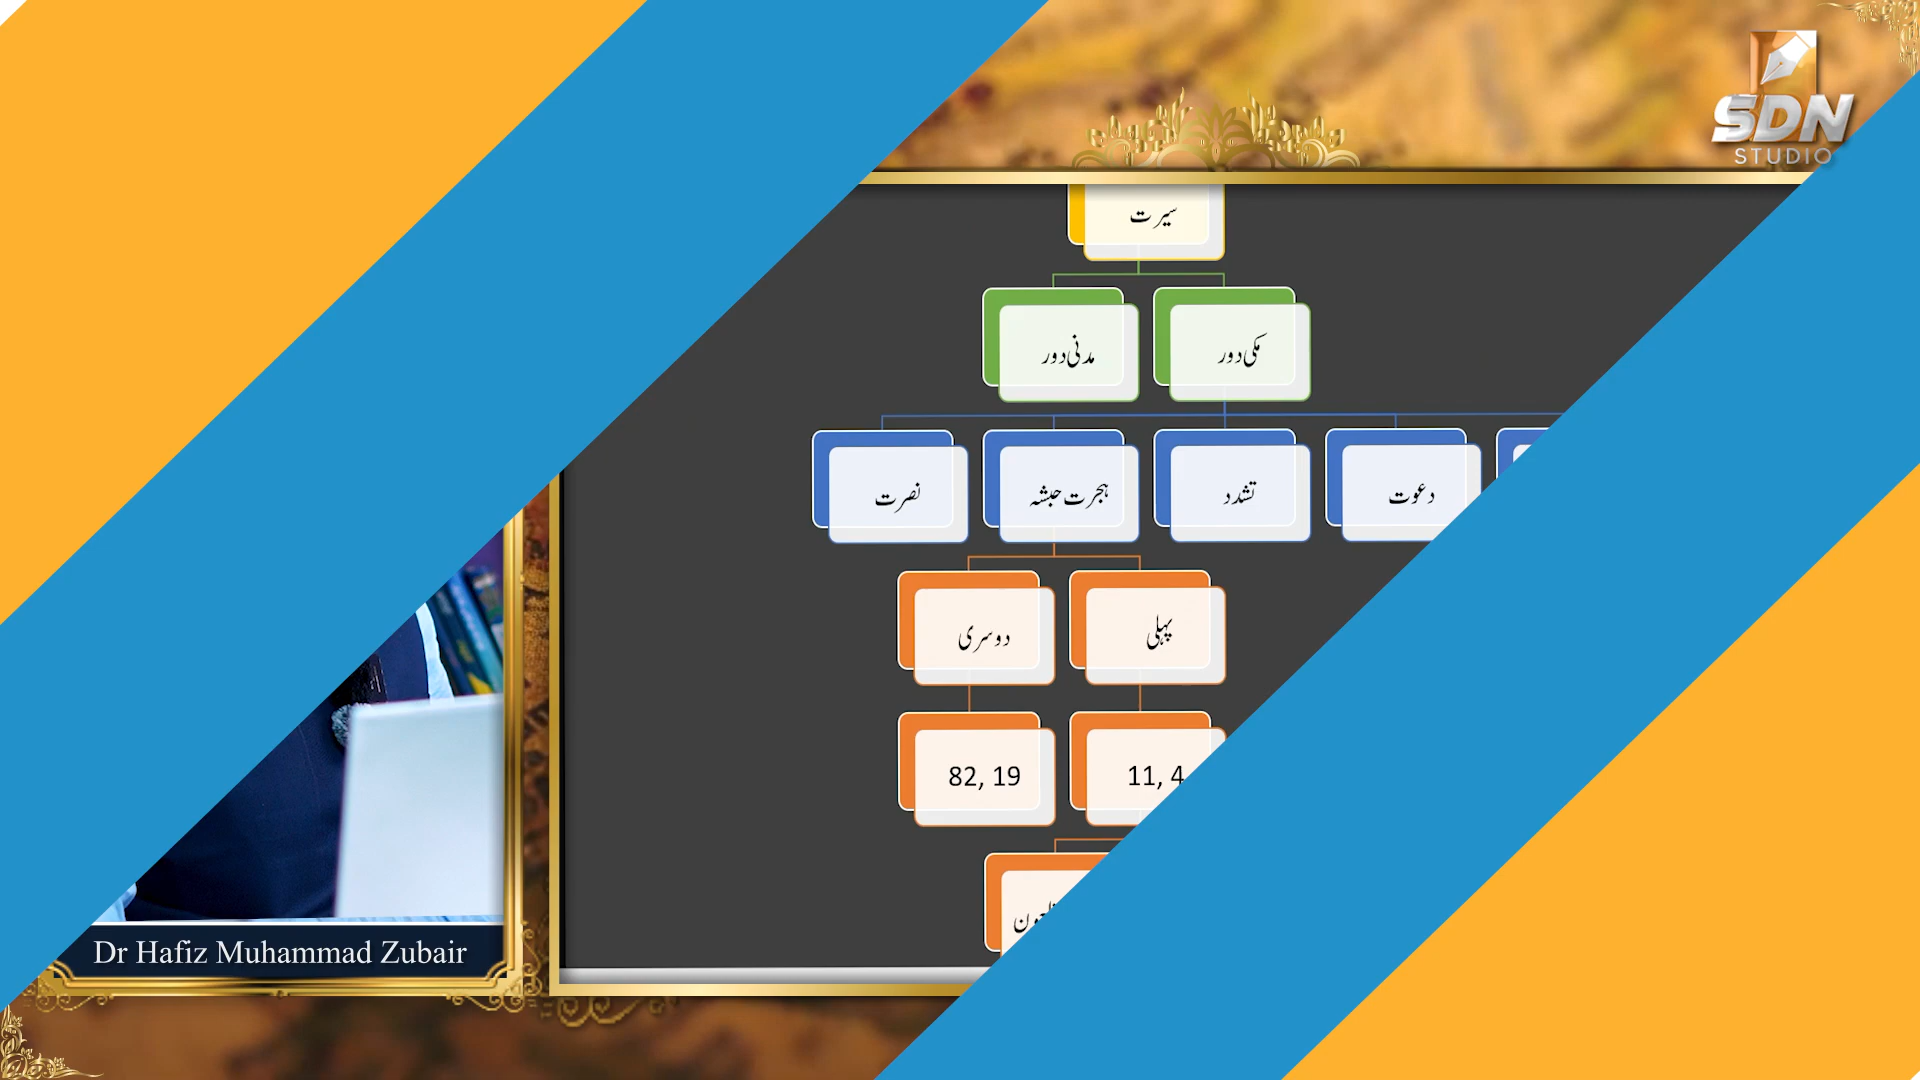 SDN
STUDIO
سیرت
مکی دور
مدنی دور
دعوت
تشدد
ہجرت حبشہ
نصرت
پہلی
دوسری
11, 4
82, 19
Dr Hafiz Muhammad Zubair